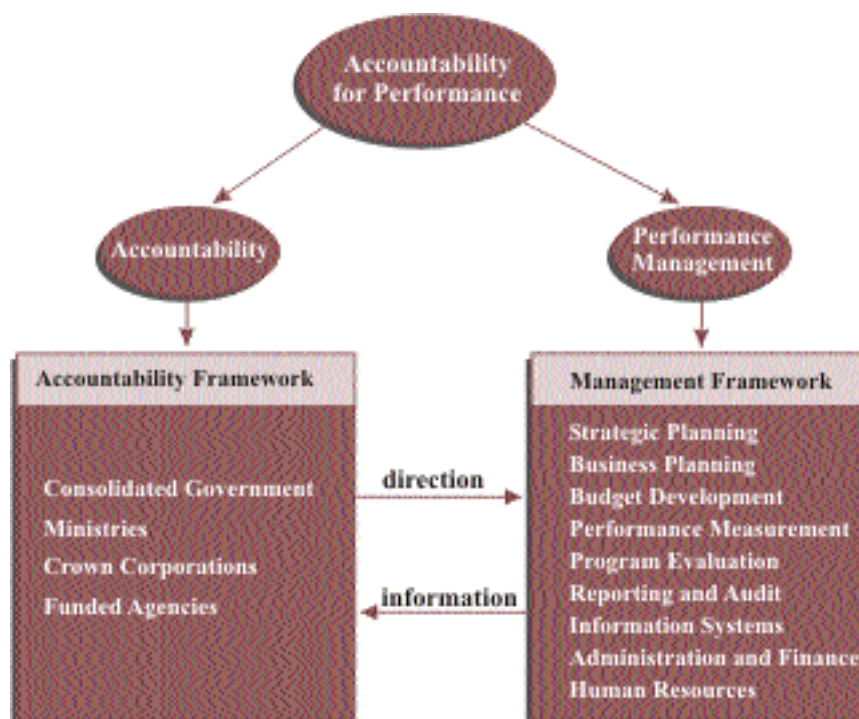 Accountability
for Performance
Accountability
Performance
Management
Accountability Framework
Consolidated Government
Ministries
Crown Corporations
Funded Agencies
direction
information
Management Framework
Strategic Planning
Business Planning
Budget Development
Performance Measurement
Program Evaluation
Reporting and Audit
Information Systems
Administration and Finance
Human Resources